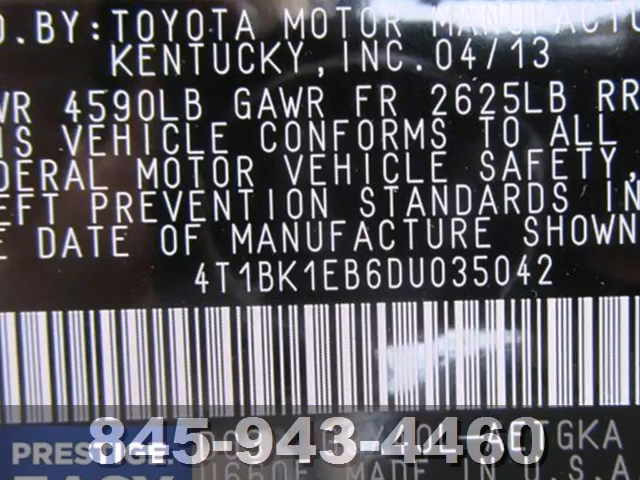 D.BY:TOYOTA MOTOR MANUFACTU
KENTUCKY, INC. 04/13
WR 4590LB GAWR FR 2625LB RR
IS VEHICLE CONFORMS TO ALL
DERAL MOTOR VEHICLE SAFETY,
EFT PREVENTION STANDARDS IN
E DATE OF MANUFACTURE SHOWN
4T1BK1EB6DU035042
845-943-4460
PRESTIGE.
EASY
U660E MADE IN U.S.A